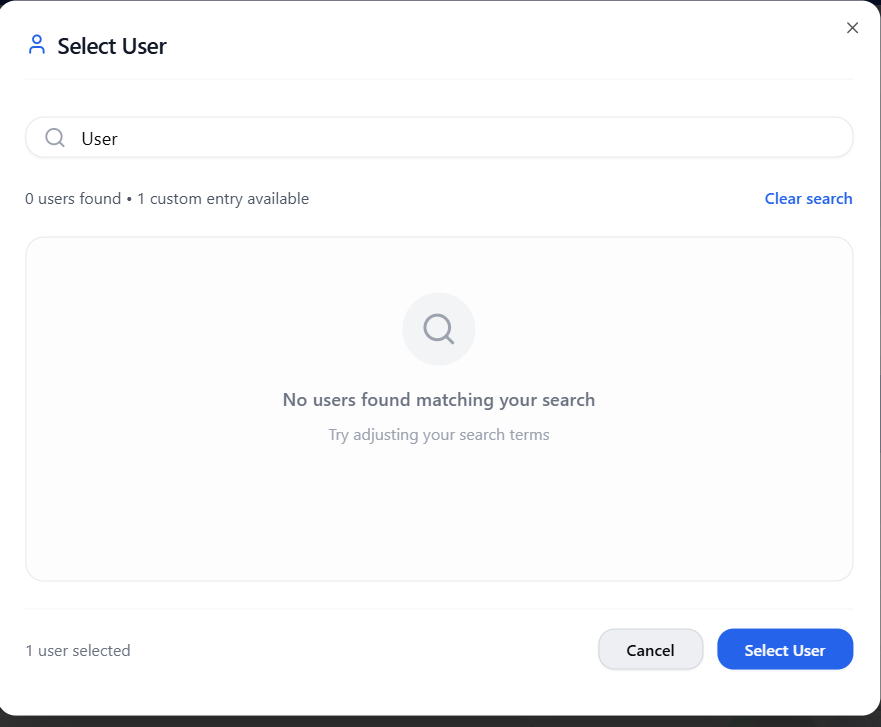 Select User
User
0 users found • 1 custom entry available
Clear search
No users found matching your search
Try adjusting your search terms
1 user selected
Cancel
Select User